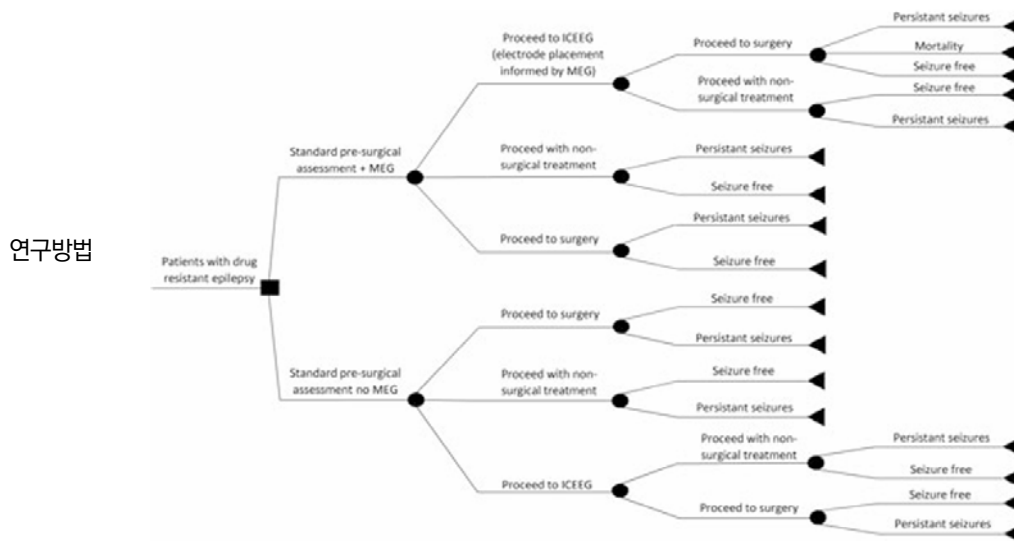 연구방법
Patients with drug
resistant epilepsy
Standard pre-surgical
assessment + MEG
Proceed to ICEEG
(electrode placement
informed by MEG)
Proceed to surgery
Persistant seizures
Mortality
Seizure free
Proceed with non-
surgical treatment
Seizure free
Persistant seizures
Proceed with non-
surgical treatment
Persistant seizures
Seizure free
Proceed to surgery
Persistant seizures
Seizure free
Standard pre-surgical
assessment no MEG
Proceed to surgery
Seizure free
Persistant seizures
Proceed with non-
surgical treatment
Seizure free
Persistant seizures
Proceed to ICEEG
Proceed with non-
surgical treatment
Persistant seizures
Seizure free
Proceed to surgery
Seizure free
Persistant seizures